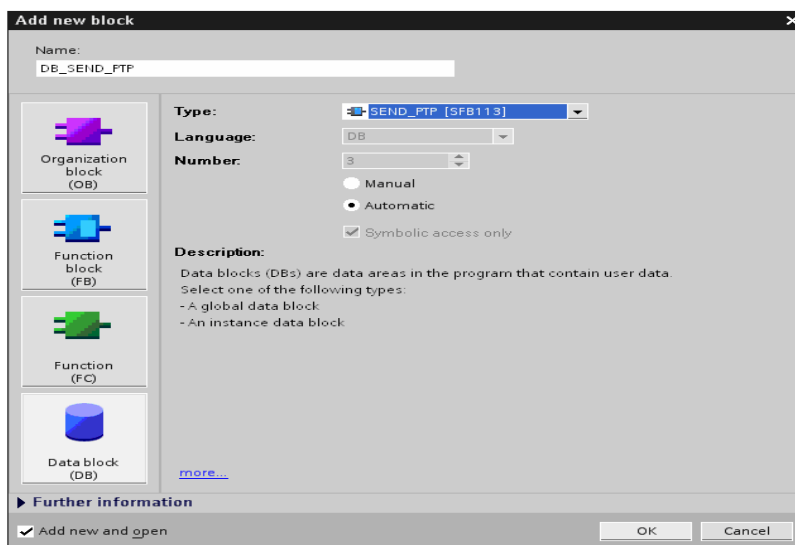 Add new block
Name:
DB_SEND_PTP
Organization
block
(OB)
Function
block
(FB)
Function
(FC)
Data block
(DB)
Type:
SEND_PTP [SFB113]
Language:
DB
Number:
3
Manual
Automatic
Symbolic access only
Description:
Data blocks (DBs) are data areas in the program that contain user data.
Select one of the following types:
- A global data block
- An instance data block
more...
Further information
Add new and open
OK
Cancel